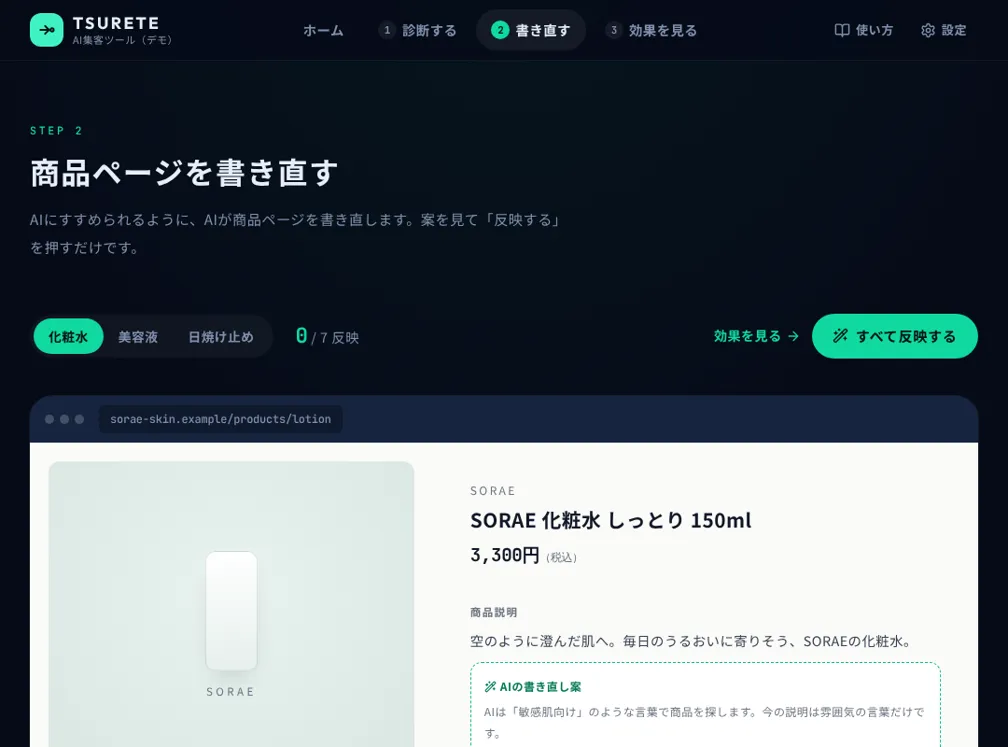 TSURETE
AI集客ツール（デモ）
ホーム
1 診断する
2 書き直す
3 効果を見る
使い方
設定
STEP 2
商品ページを書き直す
AIにすすめられるように、AIが商品ページを書き直します。案を見て「反映する」
を押すだけです。
化粧水
美容液
日焼け止め
0 / 7 反映
効果を見る →
すべて反映する
sorae-skin.example/products/lotion
SORAE
SORAE
SORAE 化粧水 しっとり 150ml
3,300円 （税込）
商品説明
空のように澄んだ肌へ。毎日のうるおいに寄りそう、SORAEの化粧水。
AIの書き直し案
AIは「敏感肌向け」のような言葉で商品を探します。今の説明は雰囲気の言葉だけで
す。